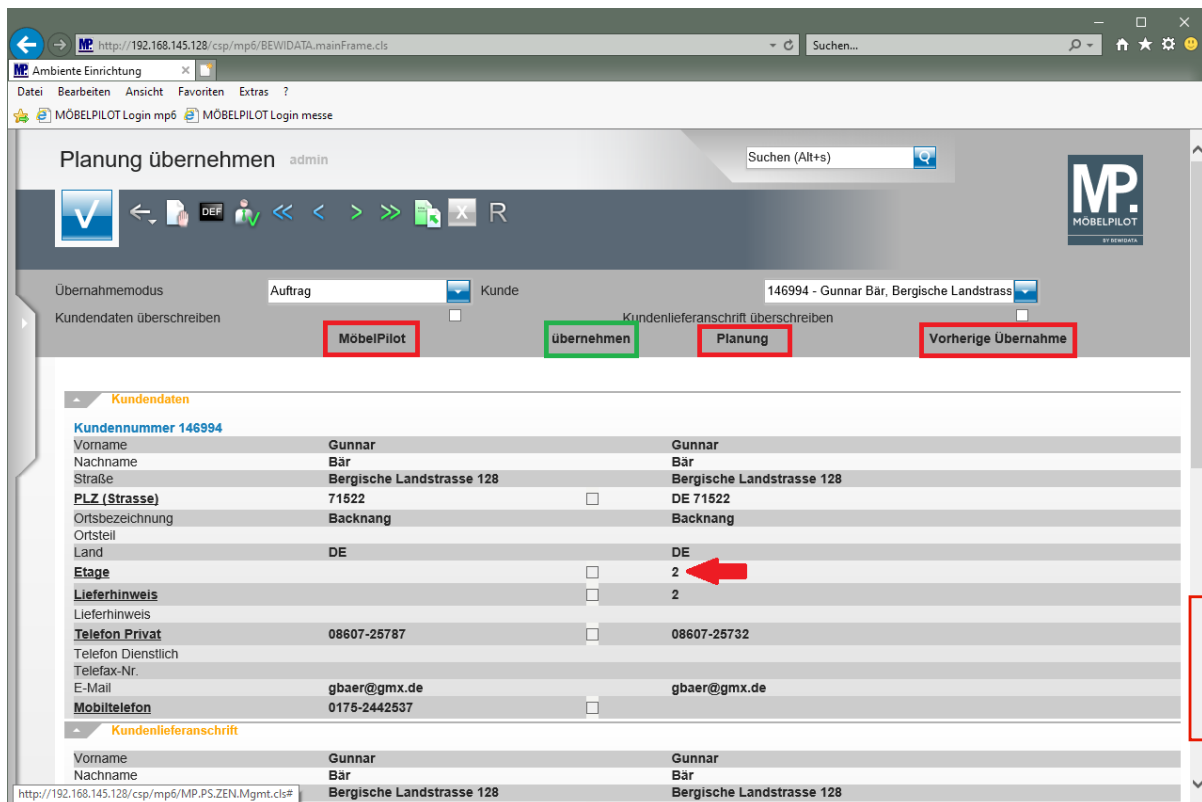 http://192.168.145.128/csp/mp6/BEWIDATA.mainFrame.cls
Suchen...
MP. Ambiente Einrichtung
Datei Bearbeiten Ansicht Favoriten Extras ?
MÖBELPILOT Login mp6 MÖBELPILOT Login messe
Planung übernehmen admin
Suchen (Alt+s)
MP.
MÖBELPILOT
BY BEWIDATA
DEF X R
Übernahmemodus Auftrag Kunde 146994 - Gunnar Bär, Bergische Landstrass
Kundendaten überschreiben Kundenlieferanschrift überschreiben
MöbelPilot übernehmen Planung Vorherige Übernahme
Kundendaten
Kundennummer 146994
Vorname Gunnar Gunnar
Nachname Bär Bär
Straße Bergische Landstrasse 128 Bergische Landstrasse 128
PLZ (Strasse) 71522 DE 71522
Ortsbezeichnung Backnang Backnang
Ortsteil
Land DE DE
Etage 2
Lieferhinweis 2
Lieferhinweis
Telefon Privat 08607-25787 08607-25732
Telefon Dienstlich
Telefax-Nr.
E-Mail gbaer@gmx.de gbaer@gmx.de
Mobiltelefon 0175-2442537
Kundenlieferanschrift
Vorname Gunnar Gunnar
Nachname Bär Bär
http://192.168.145.128/csp/mp6/MP.PS.ZEN.Mgmt.cls# Bergische Landstrasse 128 Bergische Landstrasse 128